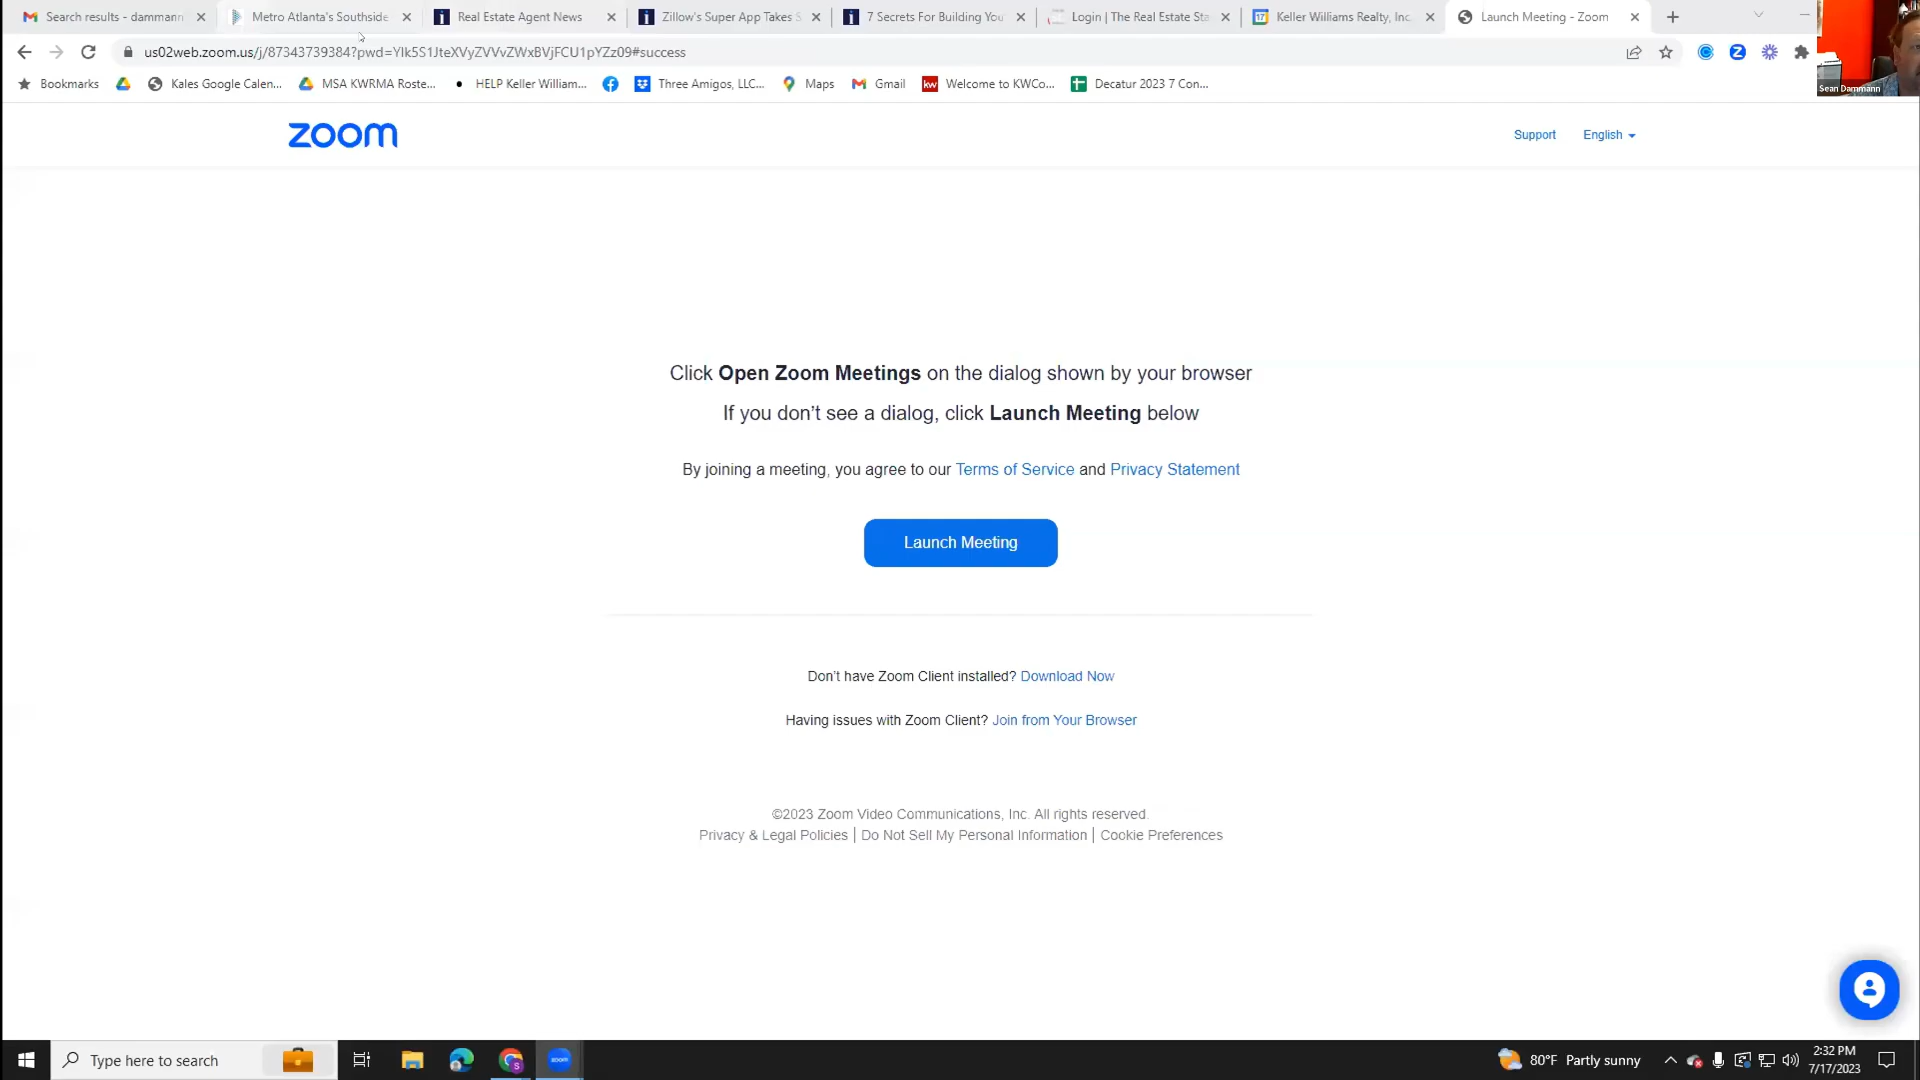 Search results - dammann
Metro Atlanta's Southside
Real Estate Agent News
Zillow's Super App Takes S
7 Secrets For Building You
Login | The Real Estate Sta
Keller Williams Realty, Inc.
Launch Meeting - Zoom
us02web.zoom.us/j/87343739384?pwd=Ylk5S1JteXVyZVVvZWxBVjFCU1pYZz09#success
Bookmarks
Kales Google Calen...
MSA KWRMA Roste...
HELP Keller William...
Three Amigos, LLC...
Maps
Gmail
kw
Welcome to KWCo...
Decatur 2023 7 Con...
Sean Dammann
zoom
Support
English
Click Open Zoom Meetings on the dialog shown by your browser
If you don't see a dialog, click Launch Meeting below
By joining a meeting, you agree to our Terms of Service and Privacy Statement
Launch Meeting
Don't have Zoom Client installed? Download Now
Having issues with Zoom Client? Join from Your Browser
©2023 Zoom Video Communications, Inc. All rights reserved.
Privacy & Legal Policies | Do Not Sell My Personal Information | Cookie Preferences
Type here to search
zoom
80°F Partly sunny
2:32 PM
7/17/2023